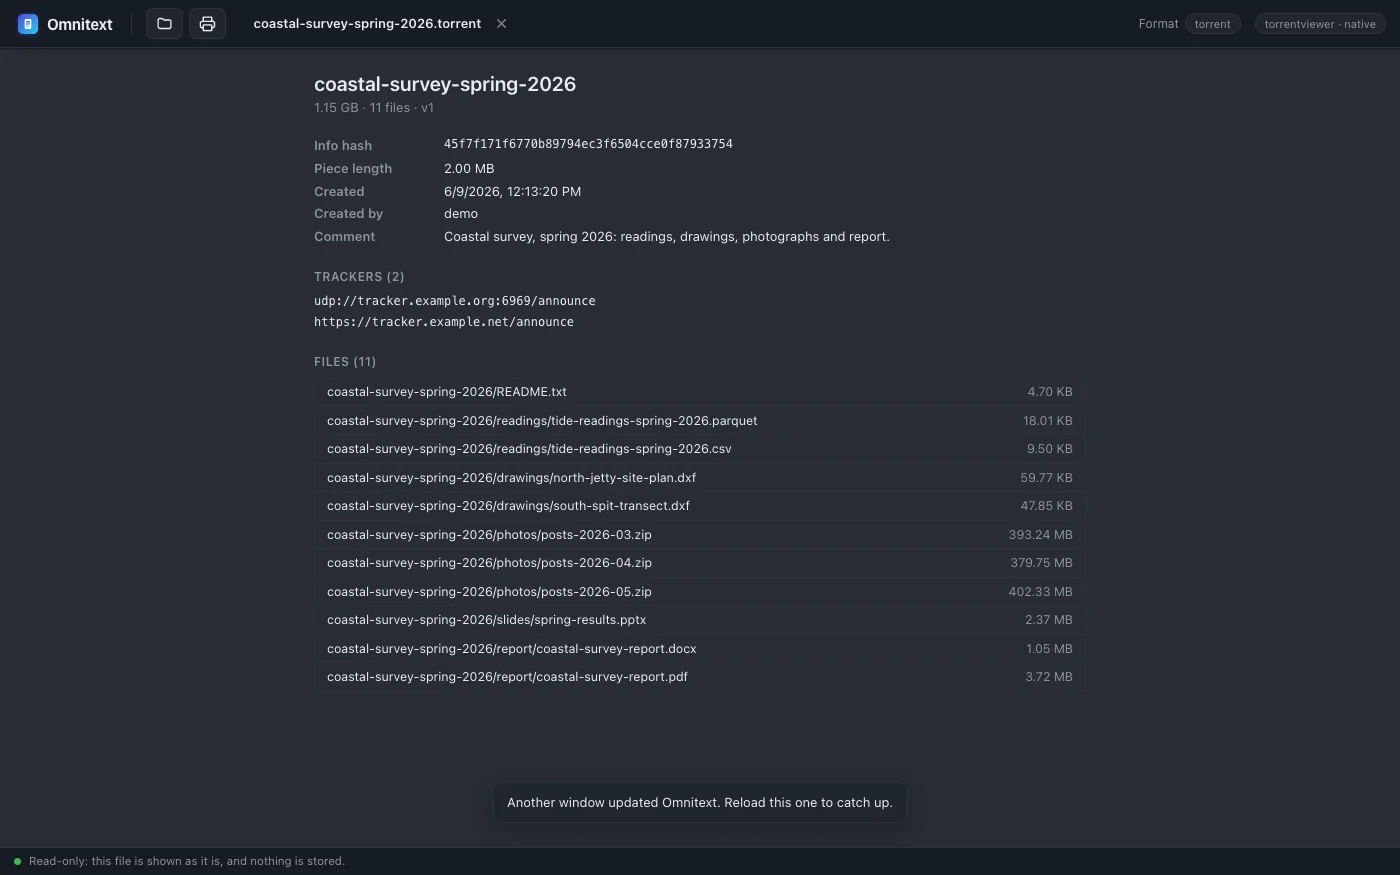 Omnitext
coastal-survey-spring-2026.torrent
Format torrent torrentviewer · native
coastal-survey-spring-2026
1.15 GB · 11 files · v1
Info hash 45f7f171f6770b89794ec3f6504cce0f87933754
Piece length 2.00 MB
Created 6/9/2026, 12:13:20 PM
Created by demo
Comment Coastal survey, spring 2026: readings, drawings, photographs and report.
TRACKERS (2)
udp://tracker.example.org:6969/announce
https://tracker.example.net/announce
FILES (11)
coastal-survey-spring-2026/README.txt 4.70 KB
coastal-survey-spring-2026/readings/tide-readings-spring-2026.parquet 18.01 KB
coastal-survey-spring-2026/readings/tide-readings-spring-2026.csv 9.50 KB
coastal-survey-spring-2026/drawings/north-jetty-site-plan.dxf 59.77 KB
coastal-survey-spring-2026/drawings/south-spit-transect.dxf 47.85 KB
coastal-survey-spring-2026/photos/posts-2026-03.zip 393.24 MB
coastal-survey-spring-2026/photos/posts-2026-04.zip 379.75 MB
coastal-survey-spring-2026/photos/posts-2026-05.zip 402.33 MB
coastal-survey-spring-2026/slides/spring-results.pptx 2.37 MB
coastal-survey-spring-2026/report/coastal-survey-report.docx 1.05 MB
coastal-survey-spring-2026/report/coastal-survey-report.pdf 3.72 MB
Another window updated Omnitext. Reload this one to catch up.
Read-only: this file is shown as it is, and nothing is stored.